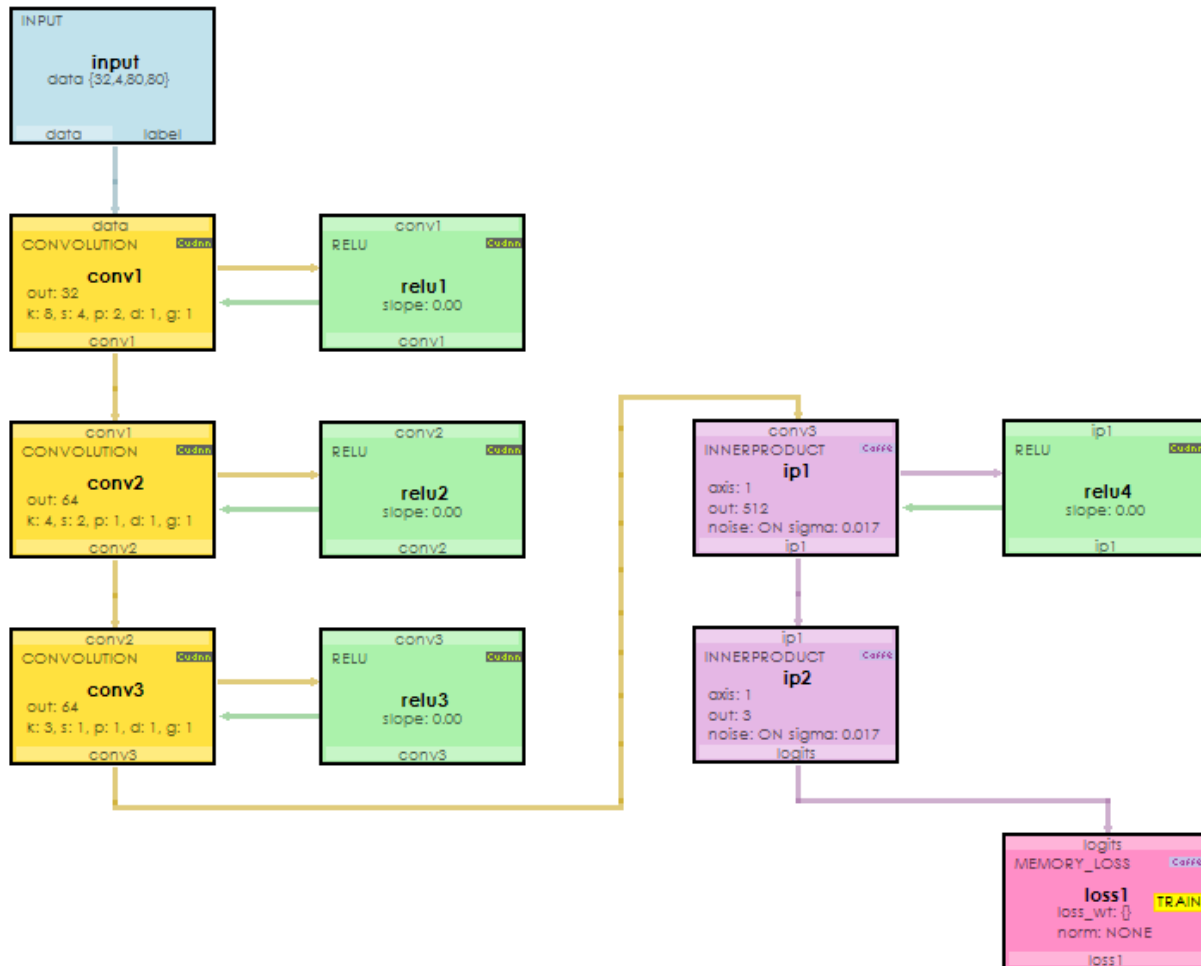 INPUT
input
data {32,4,80,80}
data label
data
CONVOLUTION Cudnn
conv1
out: 32
k: 8, s: 4, p: 2, d: 1, g: 1
conv1
conv1
RELU Cudnn
relu1
slope: 0.00
conv1
conv1
CONVOLUTION Cudnn
conv2
out: 64
k: 4, s: 2, p: 1, d: 1, g: 1
conv2
conv2
RELU Cudnn
relu2
slope: 0.00
conv2
conv2
CONVOLUTION Cudnn
conv3
out: 64
k: 3, s: 1, p: 1, d: 1, g: 1
conv3
conv3
RELU Cudnn
relu3
slope: 0.00
conv3
conv3
INNERPRODUCT Caffe
ip1
axis: 1
out: 512
noise: ON sigma: 0.017
ip1
ip1
RELU Cudnn
relu4
slope: 0.00
ip1
ip1
INNERPRODUCT Caffe
ip2
axis: 1
out: 3
noise: ON sigma: 0.017
logits
logits
MEMORY_LOSS Caffe
loss1
TRAIN
loss_wt: {}
norm: NONE
loss1